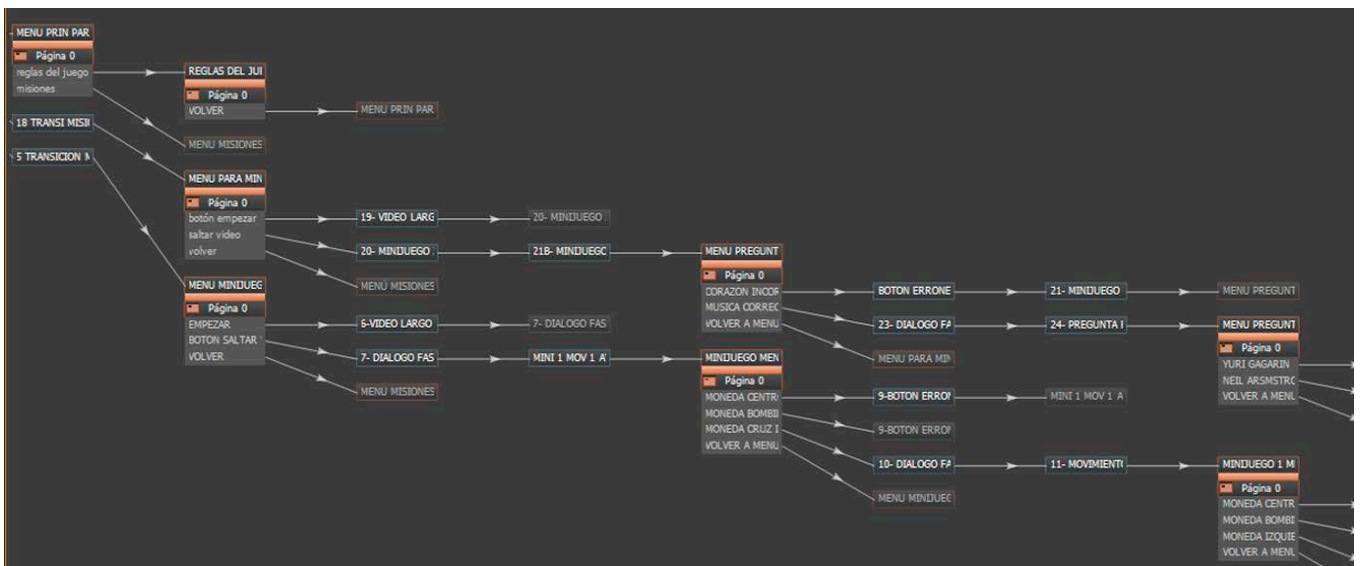 MENU PRIN PAR
Página 0
reglas del juego
misiones
18 TRANSI MISI
5 TRANSICION
REGLAS DEL JU
Página 0
VOLVER
MENU PRIN PAR
MENU MISIONES
MENU PARA MIN
Página 0
botón empezar
saltar video
volver
19- VIDEO LARG
20- MINIJUEGO
20- MINIJUEGO
21B- MINIJUEGO
MENU MISIONES
MENU MINIJUEG
Página 0
EMPEZAR
BOTON SALTAR
VOLVER
6-VIDEO LARGO
7- DIALOGO FAS
7- DIALOGO FAS
MINI 1 MOV 1 A
MENU MISIONES
MENU PREGUNT
Página 0
CORAZON INCOR
MUSICA CORREC
VOLVER A MENU
BOTON ERRONE
21- MINIJUEGO
MENU PREGUNT
23- DIALOGO FA
24- PREGUNTA
MENU PARA MIN
MENU PREGUNT
Página 0
YURI GAGARIN
NEIL ARSMSTRO
VOLVER A MENU
MINIJUEGO MEN
Página 0
MONEDA CENTR
MONEDA BOMBI
MONEDA CRUZ I
VOLVER A MENU
9-BOTON ERROR
MINI 1 MOV 1 A
9-BOTON ERROR
10- DIALOGO FA
11- MOVIMIENT
MENU MINIJUEG
MINIJUEGO 1 M
Página 0
MONEDA CENTR
MONEDA BOMBI
MONEDA IZQUIE
VOLVER A MENU